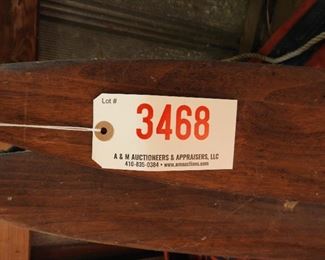 Lot #
3468
A & M AUCTIONEERS & APPRAISERS, LLC
410-835-0384 • www.amauctions.com